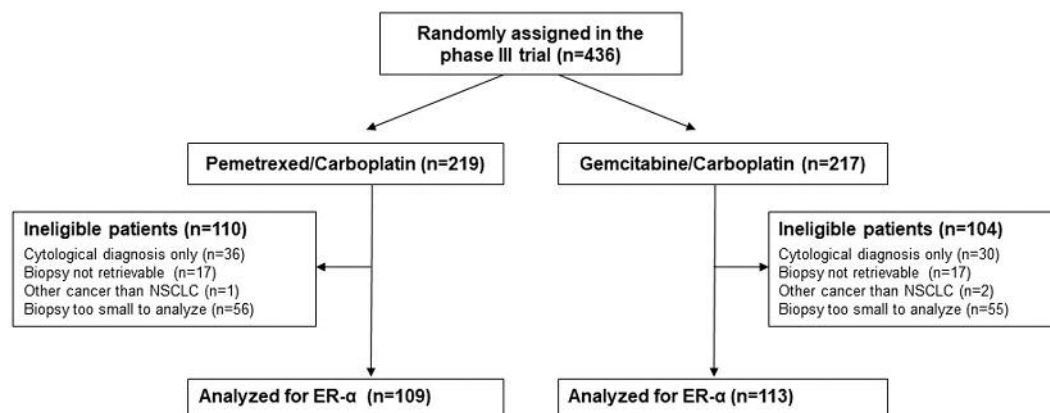 Randomly assigned in the
phase III trial (n=436)
Pemetrexed/Carboplatin (n=219)
Gemcitabine/Carboplatin (n=217)
Ineligible patients (n=110)
Cytological diagnosis only (n=36)
Biopsy not retrievable (n=17)
Other cancer than NSCLC (n=1)
Biopsy too small to analyze (n=56)
Ineligible patients (n=104)
Cytological diagnosis only (n=30)
Biopsy not retrievable (n=17)
Other cancer than NSCLC (n=2)
Biopsy too small to analyze (n=55)
Analyzed for ER-α (n=109)
Analyzed for ER-α (n=113)